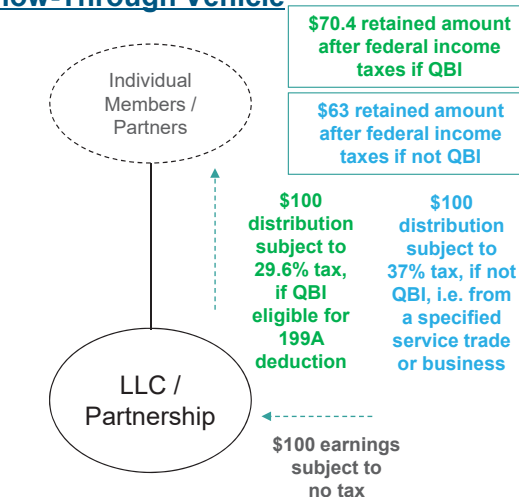 low-Through Vehicle
$70.4 retained amount
after federal income
taxes if QBI
Individual
Members /
Partners
$63 retained amount
after federal income
taxes if not QBI
$100
distribution
subject to
29.6% tax,
if QBI
eligible for
199A
deduction
$100
distribution
subject to
37% tax, if not
QBI, i.e. from
a specified
service trade
or business
LLC /
Partnership
$100 earnings
subject to
no tax